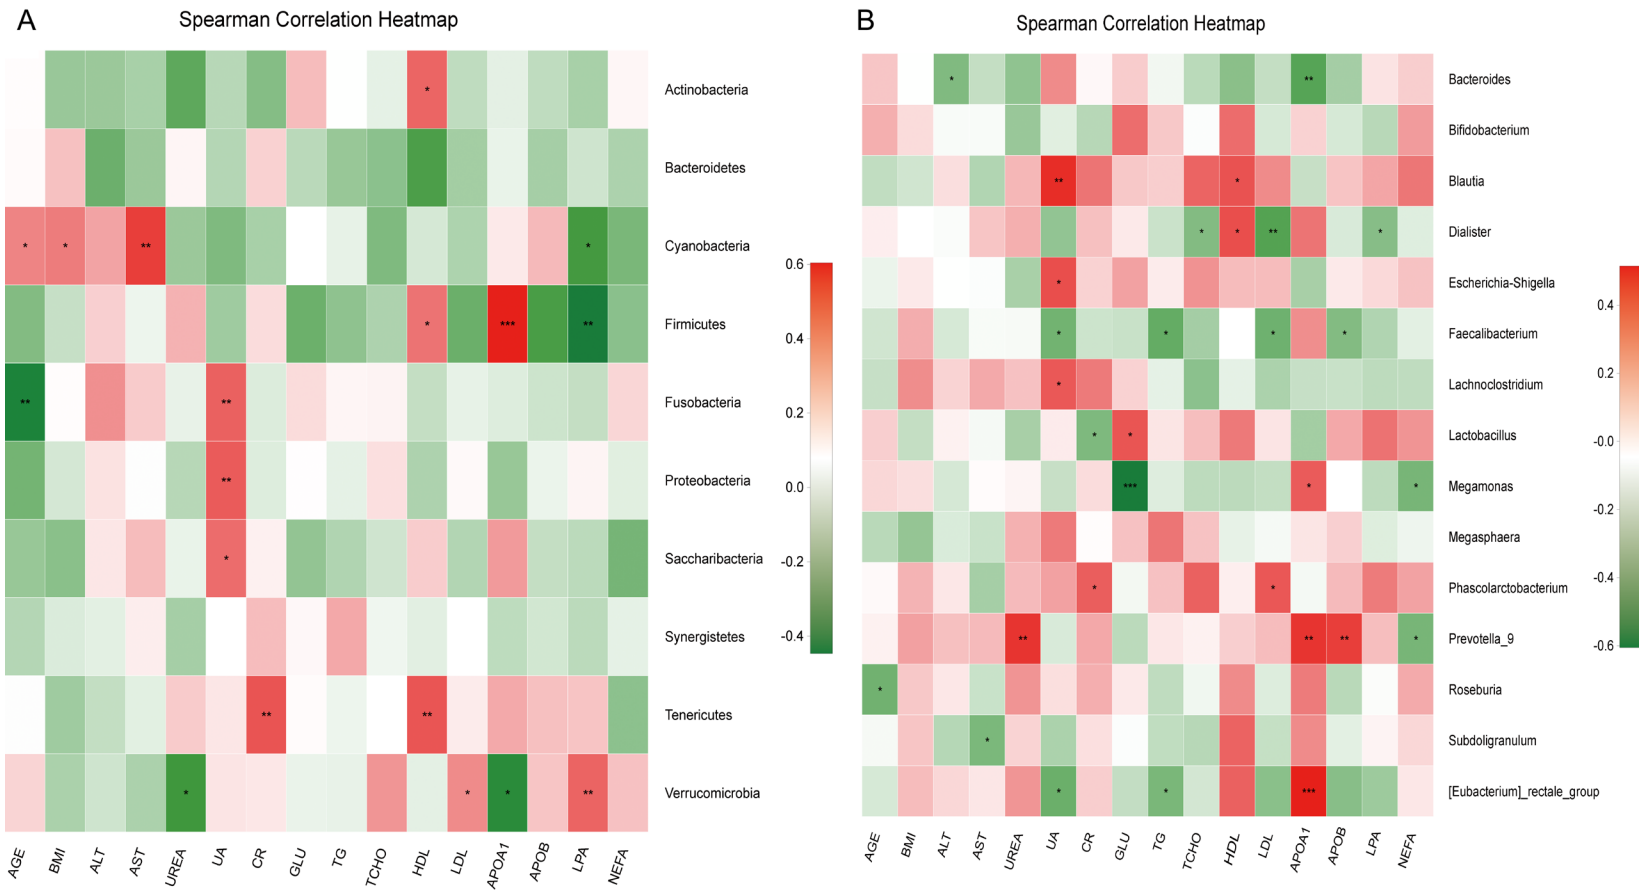 A
Spearman Correlation Heatmap
*
Actinobacteria
Bacteroidetes
* * ** *
Cyanobacteria
* *** **
Firmicutes
** **
Fusobacteria
**
Proteobacteria
*
Saccharibacteria
Synergistetes
** **
Tenericutes
* * * **
Verrucomicrobia
AGE BMI ALT AST UREA UA CR GLU TG TCHO HDL LDL APOA1 APOB LPA NEFA
0.6
0.4
0.2
0.0
-0.2
-0.4
B
Spearman Correlation Heatmap
* **
Bacteroides
Bifidobacterium
** *
Blautia
* * ** *
Dialister
*
Escherichia-Shigella
* * * *
Faecalibacterium
*
Lachnoclostridium
* *
Lactobacillus
*** * *
Megamonas
Megasphaera
* *
Phascolarctobacterium
** ** ** *
Prevotella_9
*
Roseburia
*
Subdoligranulum
* * ***
[Eubacterium]_rectale_group
AGE BMI ALT AST UREA UA CR GLU TG TCHO HDL LDL APOA1 APOB LPA NEFA
0.4
0.2
-0.0
-0.2
-0.4
-0.6